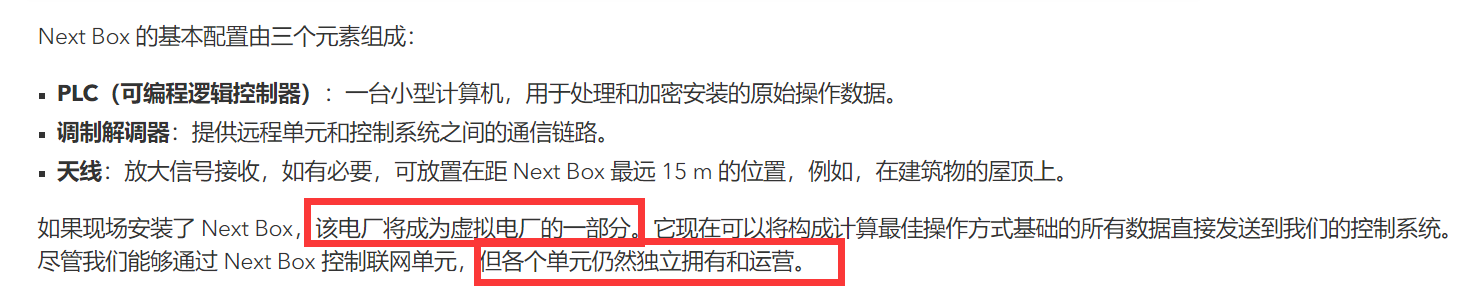 Next Box 的基本配置由三个元素组成：
▪ PLC（可编程逻辑控制器）：一台小型计算机，用于处理和加密安装的原始操作数据。
▪ 调制解调器：提供远程单元和控制系统之间的通信链路。
▪ 天线：放大信号接收，如有必要，可放置在距 Next Box 最远 15 m 的位置，例如，在建筑物的屋顶上。
如果现场安装了 Next Box，该电厂将成为虚拟电厂的一部分。它现在可以将构成计算最佳操作方式基础的所有数据直接发送到我们的控制系统。
尽管我们能够通过 Next Box 控制联网单元，但各个单元仍然独立拥有和运营。